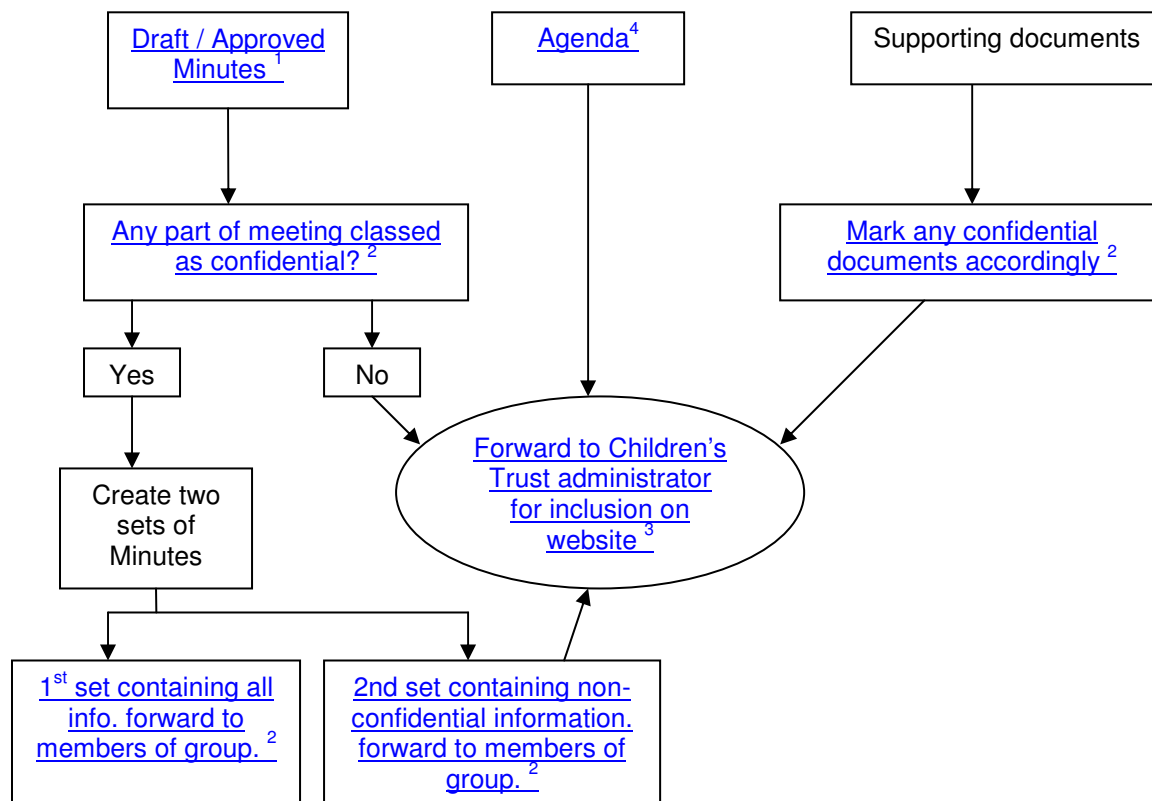 Draft / Approved
Minutes 1
Agenda4
Supporting documents
Any part of meeting classed
as confidential? 2
Mark any confidential
documents accordingly 2
Yes
No
Forward to Children's
Trust administrator
for inclusion on
website 3
Create two
sets of
Minutes
1st set containing all
info. forward to
members of group. 2
2nd set containing non-
confidential information.
forward to members of
group. 2